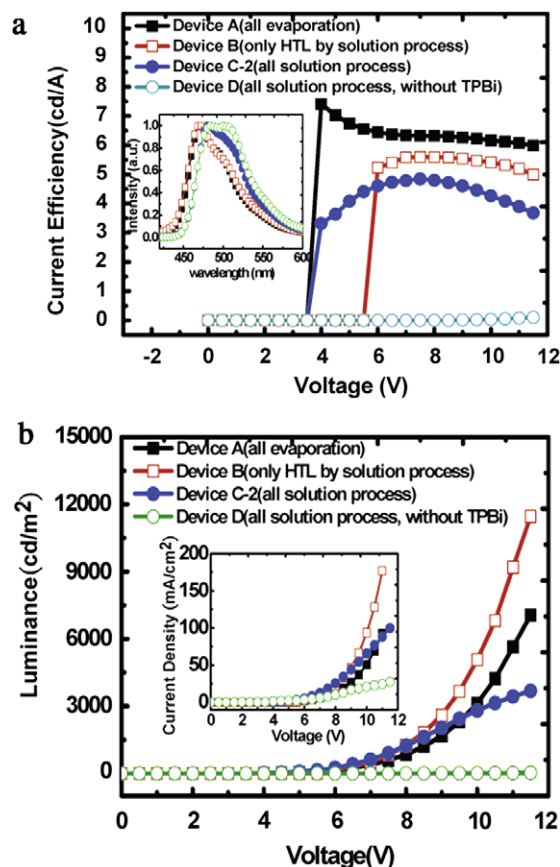 a
Device A(all evaporation)
Device B(only HTL by solution process)
Device C-2(all solution process)
Device D(all solution process, without TPBi)
Current Efficiency(cd/A)
10
9
8
7
6
5
4
3
2
1
0
-2 0 2 4 6 8 10 12
Voltage (V)
Intensity (a.u.)
1.0
0.8
0.6
0.4
0.2
0.0
450 500 550 600
wavelength (nm)
b
Device A(all evaporation)
Device B(only HTL by solution process)
Device C-2(all solution process)
Device D(all solution process, without TPBi)
Luminance(cd/m²)
15000
12000
9000
6000
3000
0
0 2 4 6 8 10 12
Voltage(V)
Current Density (mA/cm2)
200
150
100
50
0
0 2 4 6 8 10 12
Voltage (V)